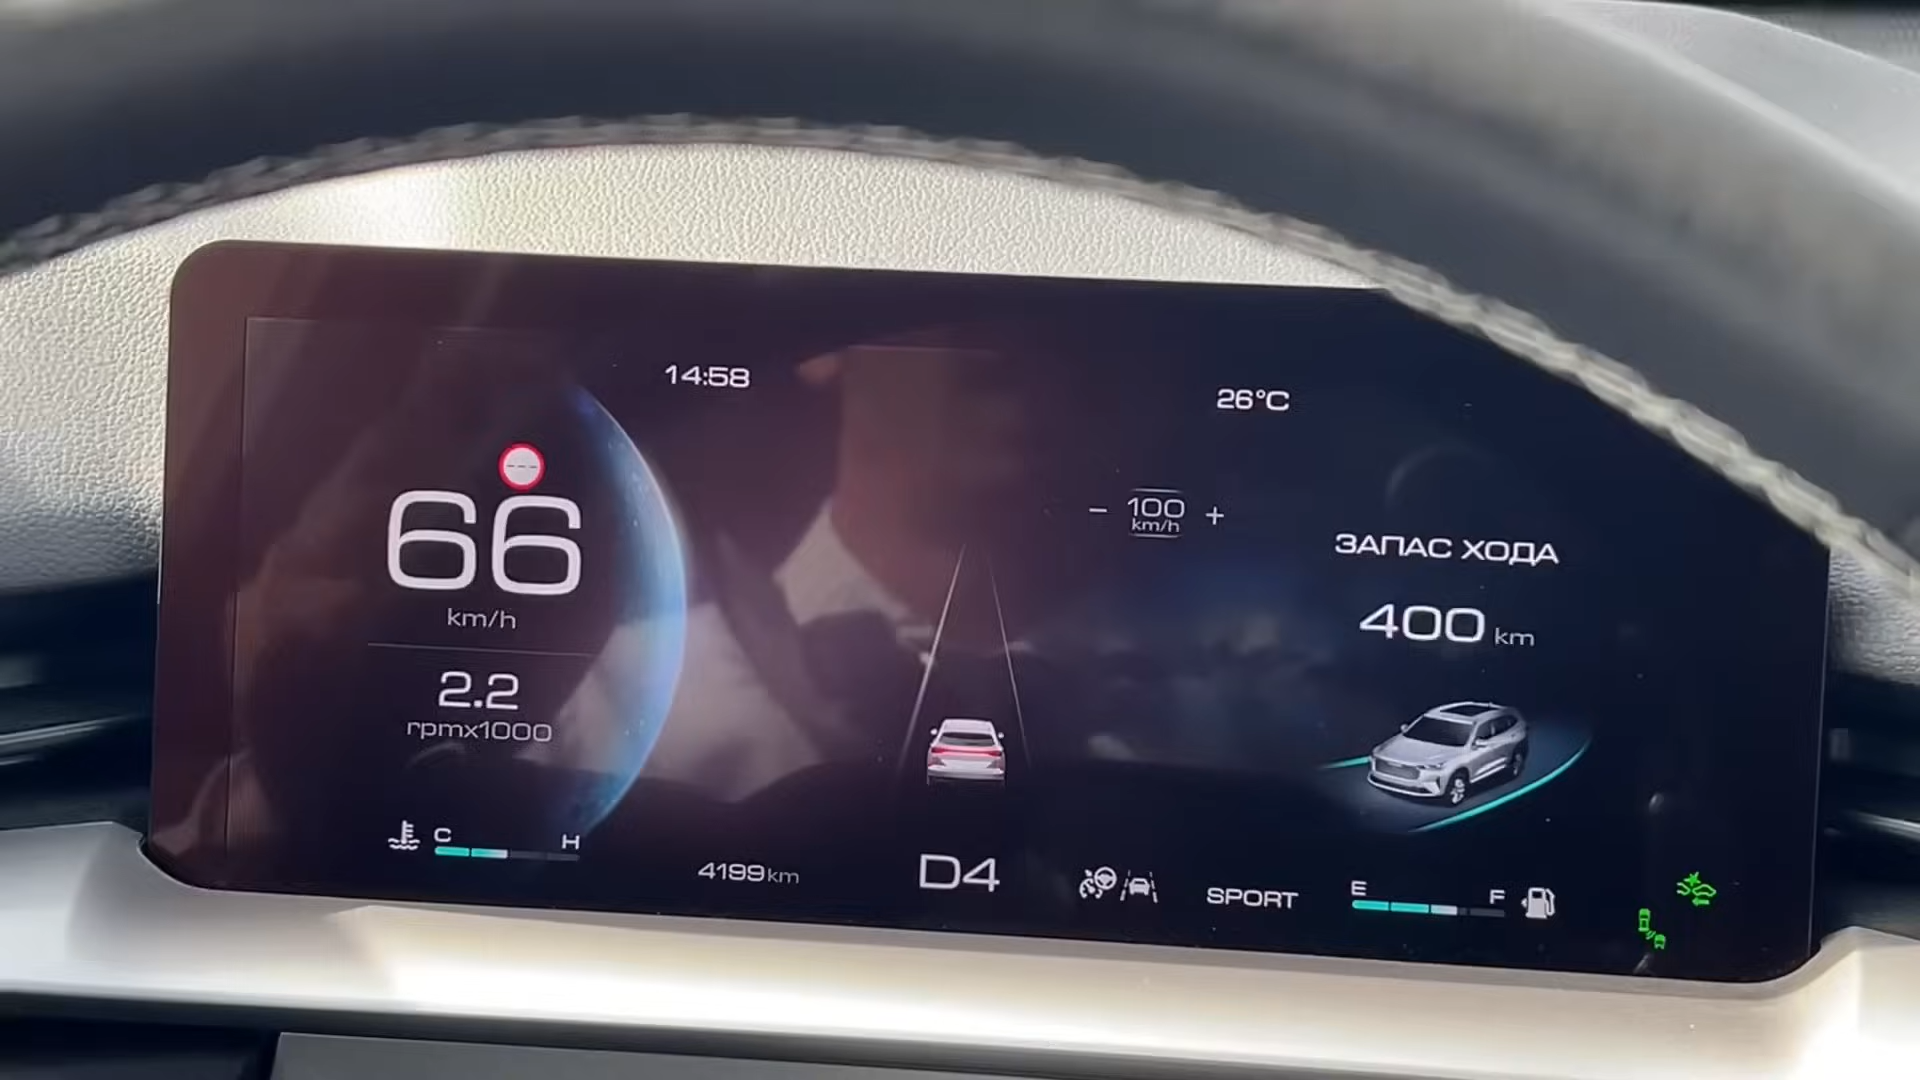 14:58
26°C
---
66
km/h
- 100 +
km/h
ЗАПАС ХОДА
400 km
2.2
rpmx1000
C H
4199km
D4
SPORT
E F